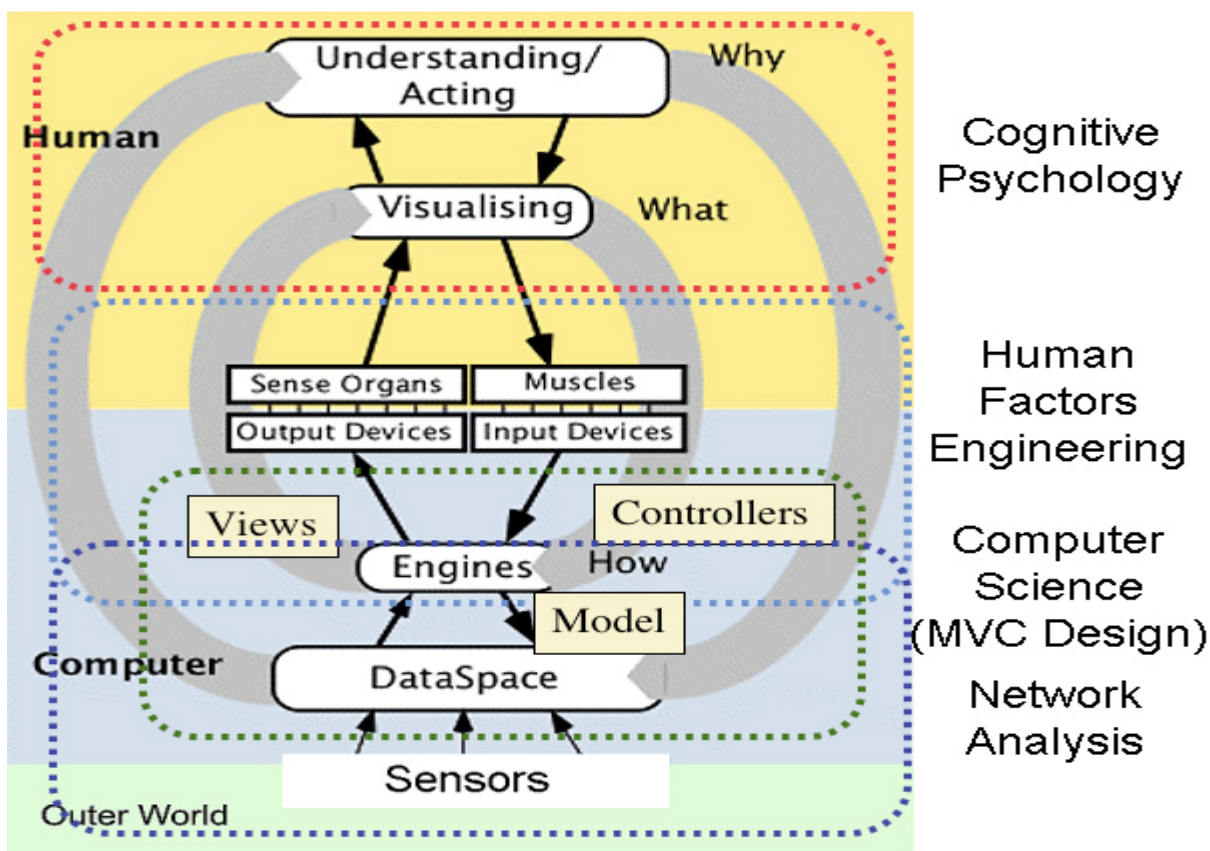 Understanding/
Acting
Why
Human
Cognitive
Psychology
Visualising
What
Sense Organs
Muscles
Human
Factors
Engineering
Output Devices
Input Devices
Views
Controllers
Engines
How
Computer
Science
(MVC Design)
Model
Computer
DataSpace
Network
Analysis
Sensors
Outer World